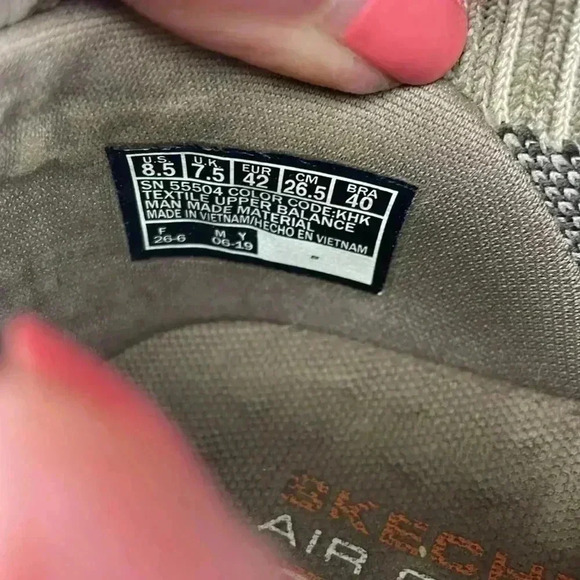 U.S. U.K. EUR CM BRA
8.5 7.5 42 26.5 40
SN 55504 COLOR CODE:KHK
TEXTILE UPPER BALANCE
MAN MADE MATERIAL
MADE IN VIETNAM/HECHO EN VIETNAM
F M Y
26-6 06-19
SKECH
AIR